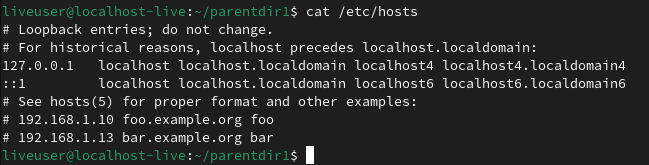 liveuser@localhost-live:~/parentdir1$ cat /etc/hosts
# Loopback entries; do not change.
# For historical reasons, localhost precedes localhost.localdomain:
127.0.0.1   localhost localhost.localdomain localhost4 localhost4.localdomain4
::1         localhost localhost.localdomain localhost6 localhost6.localdomain6
# See hosts(5) for proper format and other examples:
# 192.168.1.10 foo.example.org foo
# 192.168.1.13 bar.example.org bar
liveuser@localhost-live:~/parentdir1$